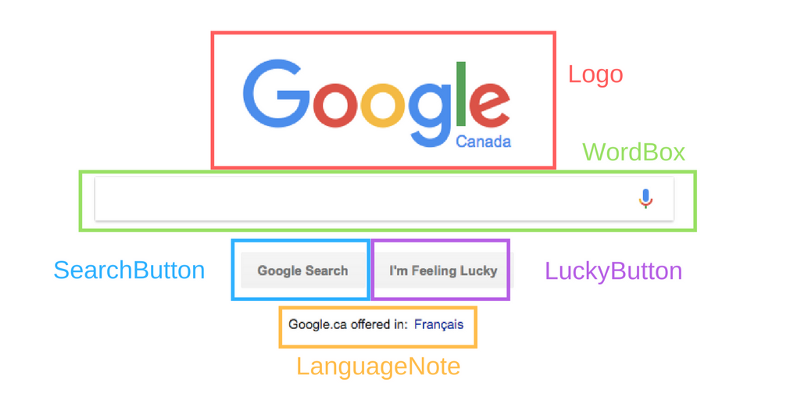 Google
Logo
Canada
WordBox
SearchButton
Google Search
I'm Feeling Lucky
LuckyButton
Google.ca offered in: Français
LanguageNote